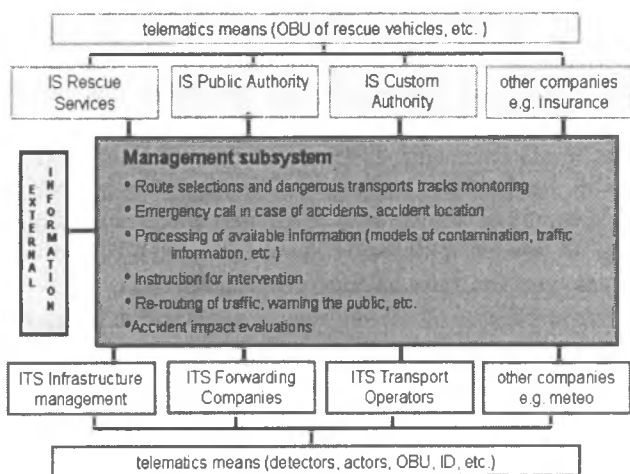 telematics means (OBU of rescue vehicles, etc. )
IS Rescue
Services
IS Public Authority
IS Custom
Authority
other companies
e.g. insurance
EXTERNAL
INFORMATION
Management subsystem
• Route selections and dangerous transports tracks monitoring
• Emergency call in case of accidents, accident location
• Processing of available information (models of contamination, traffic
information, etc )
• Instruction for intervention
• Re-routing of traffic, warning the public, etc.
• Accident impact evaluations
ITS Infrastructure
management
ITS Forwarding
Companies
ITS Transport
Operators
other companies
e.g. meteo
telematics means (detectors, actors, OBU, ID, etc.)